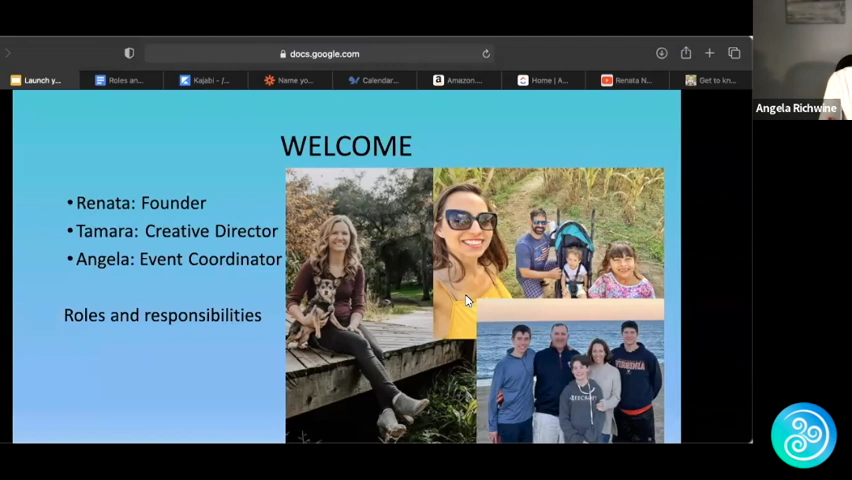 docs.google.com
Launch y...
Roles an...
Kajabi - /...
Name yo...
Calendar...
Amazon....
Home | A...
Renata N...
Get to kn...
Angela Richwine
WELCOME
• Renata: Founder
• Tamara: Creative Director
• Angela: Event Coordinator
Roles and responsibilities
VIRGINIA